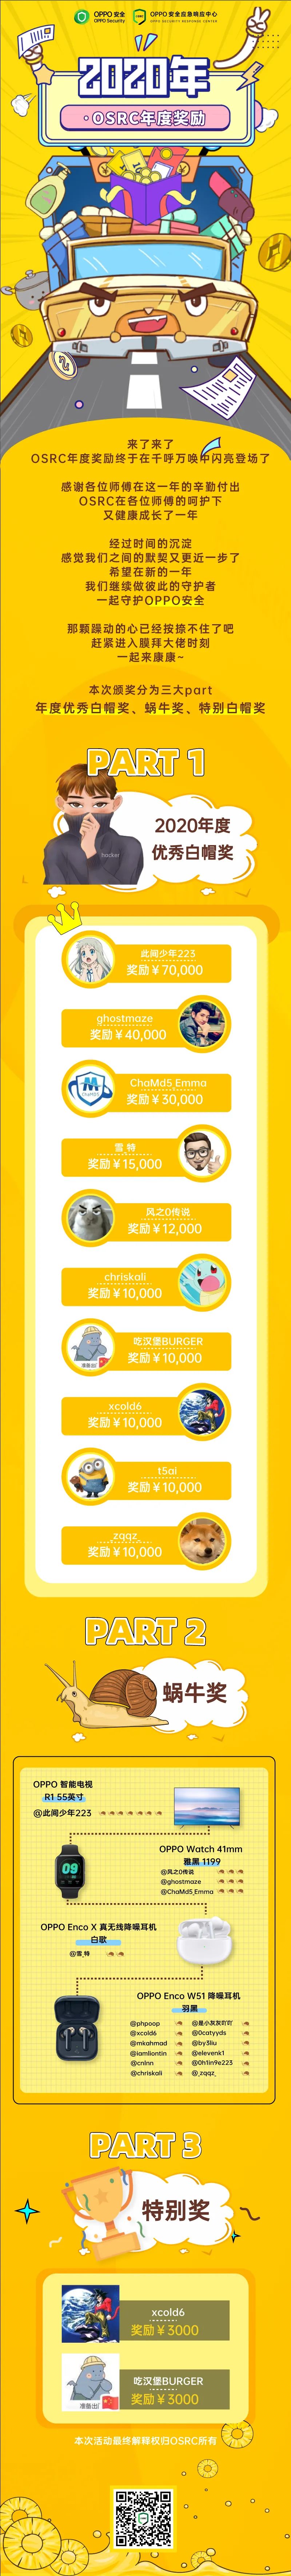 OPPO 安全
OPPO Security
OPPO 安全应急响应中心
OPPO SECURITY RESPONSE CENTER
2020年
OSRC年度奖励
来了来了
OSRC年度奖励终于在千呼万唤中闪亮登场了
感谢各位师傅在这一年的辛勤付出
OSRC在各位师傅的呵护下
又健康成长了一年
经过时间的沉淀
感觉我们之间的默契又更近一步了
希望在新的一年
我们继续做彼此的守护者
一起守护OPPO安全
那颗躁动的心已经按捺不住了吧
赶紧进入膜拜大佬时刻
一起来康康~
本次颁奖分为三大part
年度优秀白帽奖、蜗牛奖、特别白帽奖
PART 1
hacker
2020年度
优秀白帽奖
此间少年223
奖励￥70,000
ghostmaze
奖励￥40,000
ChaMd5
ChaMd5_Emma
奖励￥30,000
雷_特
奖励￥15,000
风之0传说
奖励￥12,000
chriskali
奖励￥10,000
吃汉堡BURGER
奖励￥10,000
准备出厂
xcold6
奖励￥10,000
t5ai
奖励￥10,000
_zqqz_
奖励￥10,000
PART 2
蜗牛奖
OPPO 智能电视
R1 55英寸
@此间少年223
OPPO Watch 41mm
雅黑 1199
@风之0传说
@ghostmaze
@ChaMd5_Emma
09
OPPO Enco X 真无线降噪耳机
白歌
@雷_特
OPPO Enco W51 降噪耳机
羽黑
@phpoop @是小灰灰吖吖
@xcold6 @0catyyds
@mkahmad @by3liu
@iamliontin @elevenk1
@cnlnn @0h1in9e223
@chriskali @_zqqz_
PART 3
特别奖
xcold6
奖励￥3000
吃汉堡BURGER
奖励￥3000
准备出厂
本次活动最终解释权归OSRC所有